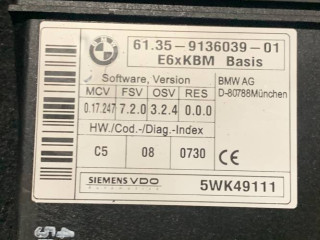 BMW
61.35-9136039-01
E6xKBM Basis
Software, Version
BMW AG
MCV FSV OSV RES
D-80788München
0.17.247 7.2.0 3.2.4 0.0.0
HW./Cod-/Diag.-Index
C5 08 0730 CE
SIEMENS VDO
Automotive
5WK49111